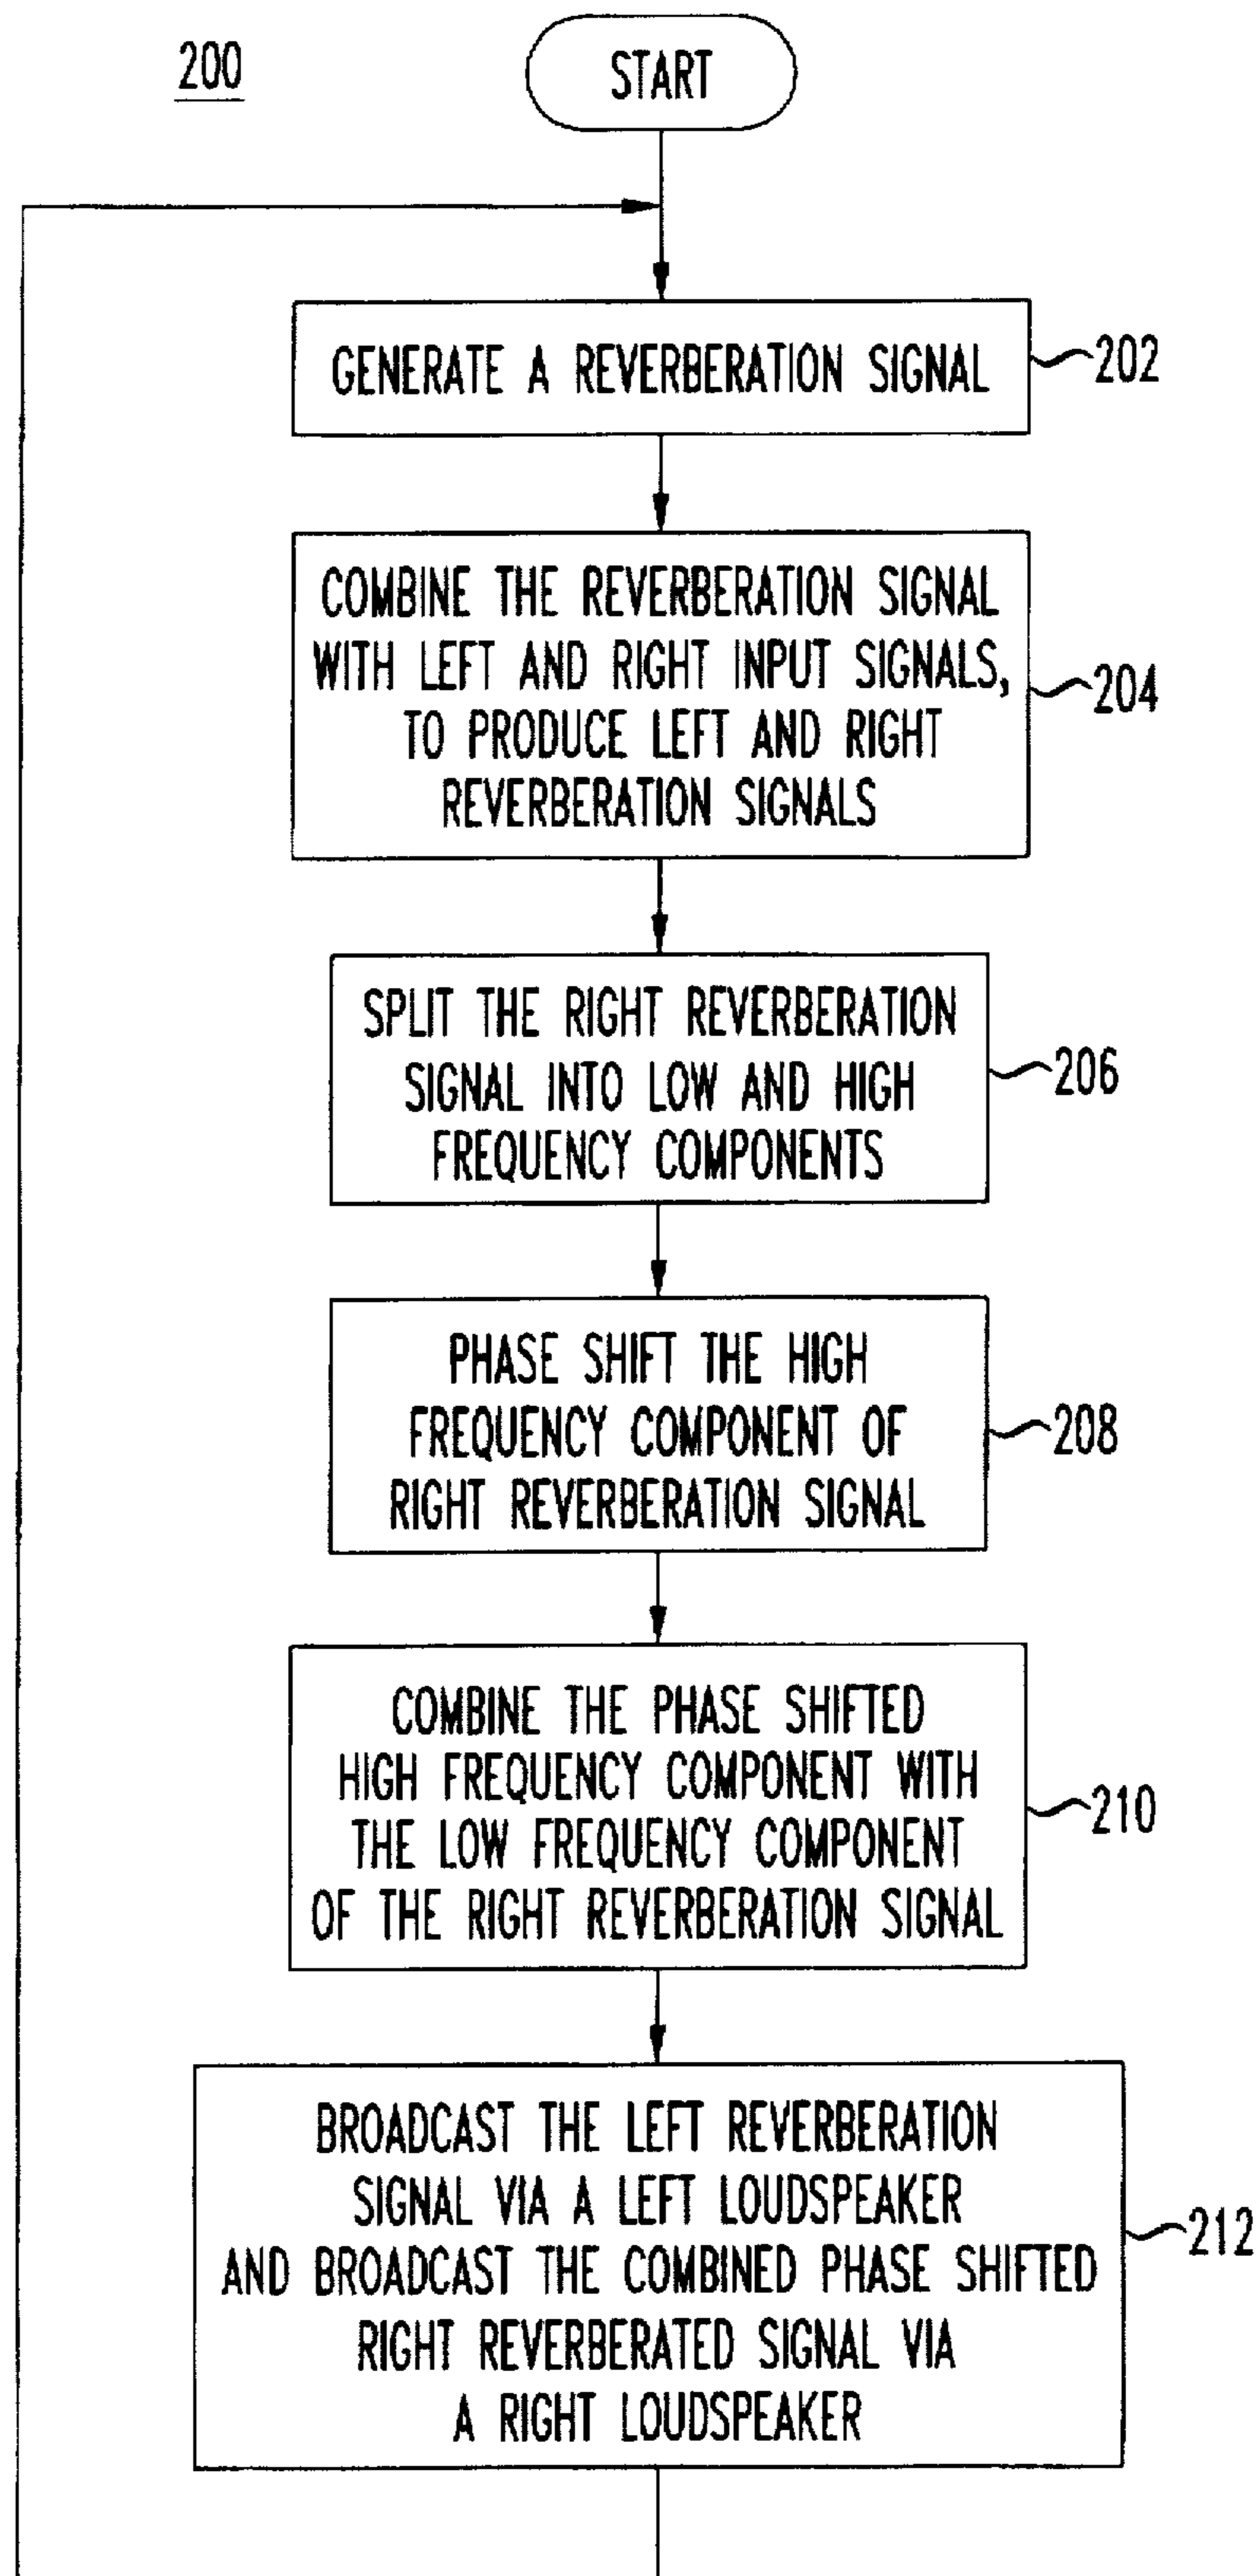 200
START
GENERATE A REVERBERATION SIGNAL
202
COMBINE THE REVERBERATION SIGNAL
WITH LEFT AND RIGHT INPUT SIGNALS,
TO PRODUCE LEFT AND RIGHT
REVERBERATION SIGNALS
204
SPLIT THE RIGHT REVERBERATION
SIGNAL INTO LOW AND HIGH
FREQUENCY COMPONENTS
206
PHASE SHIFT THE HIGH
FREQUENCY COMPONENT OF
RIGHT REVERBERATION SIGNAL
208
COMBINE THE PHASE SHIFTED
HIGH FREQUENCY COMPONENT WITH
THE LOW FREQUENCY COMPONENT
OF THE RIGHT REVERBERATION SIGNAL
210
BROADCAST THE LEFT REVERBERATION
SIGNAL VIA A LEFT LOUDSPEAKER
AND BROADCAST THE COMBINED PHASE SHIFTED
RIGHT REVERBERATED SIGNAL VIA
A RIGHT LOUDSPEAKER
212